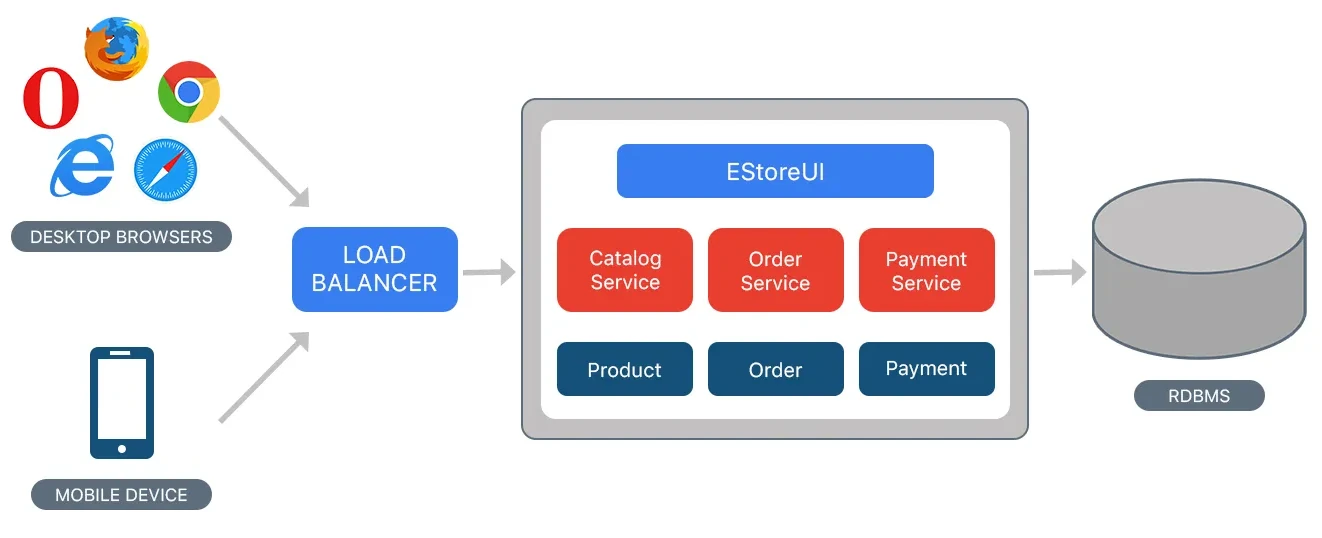 DESKTOP BROWSERS
MOBILE DEVICE
LOAD
BALANCER
EStoreUI
Catalog
Service
Order
Service
Payment
Service
Product
Order
Payment
RDBMS